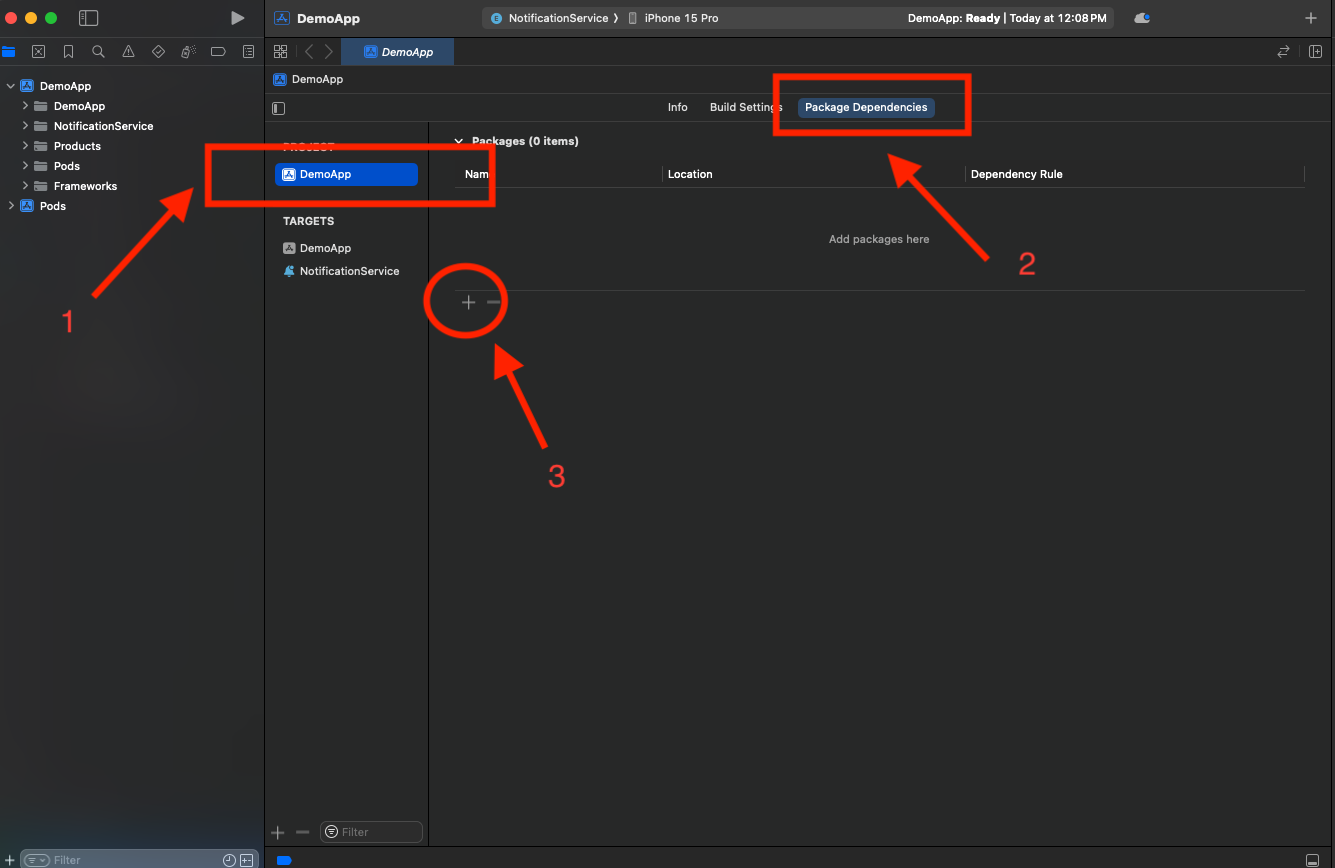 DemoApp
NotificationService
iPhone 15 Pro
DemoApp: Ready | Today at 12:08 PM
DemoApp
DemoApp
DemoApp
DemoApp
NotificationService
Products
Pods
Frameworks
Pods
Info
Build Settings
Package Dependencies
PROJECT
DemoApp
TARGETS
DemoApp
NotificationService
Packages (0 items)
Name
Location
Dependency Rule
Add packages here
1
2
3
Filter
Filter